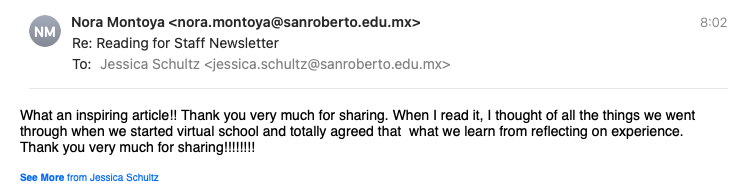 Nora Montoya <nora.montoya@sanroberto.edu.mx>
8:02
NM
Re: Reading for Staff Newsletter
To: Jessica Schultz <jessica.schultz@sanroberto.edu.mx>
What an inspiring article!! Thank you very much for sharing. When I read it, I thought of all the things we went
through when we started virtual school and totally agreed that  what we learn from reflecting on experience.
Thank you very much for sharing!!!!!!!!
See More from Jessica Schultz